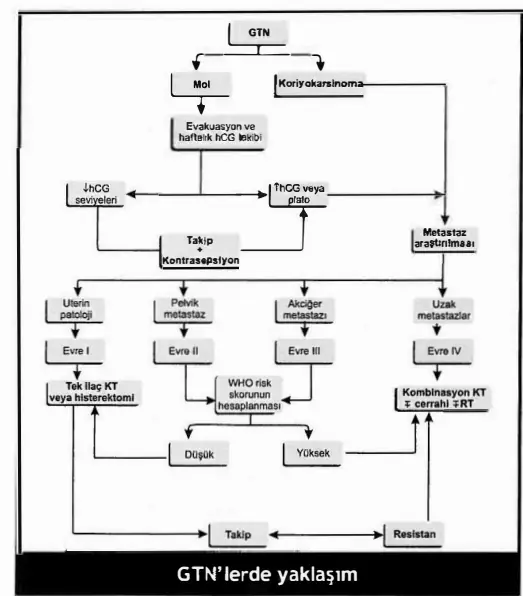 GTN
Mol
Koriyokarsinoma
Evakuasyon ve
haftalık hCG takibi
↓hCG
seviyeleri
↑hCG veya
plato
Takip
+
Kontrasepsiyon
Metastaz
araştırılması
Uterin
patoloji
Pelvik
metastaz
Akciğer
metastazı
Uzak
metastazlar
Evre I
Evre II
Evre III
Evre IV
Tek ilaç KT
veya histerektomi
WHO risk
skorunun
hesaplanması
Kombinasyon KT
∓ cerrahi ∓RT
Düşük
Yüksek
Takip
Resistan
GTN'lerde yaklaşım